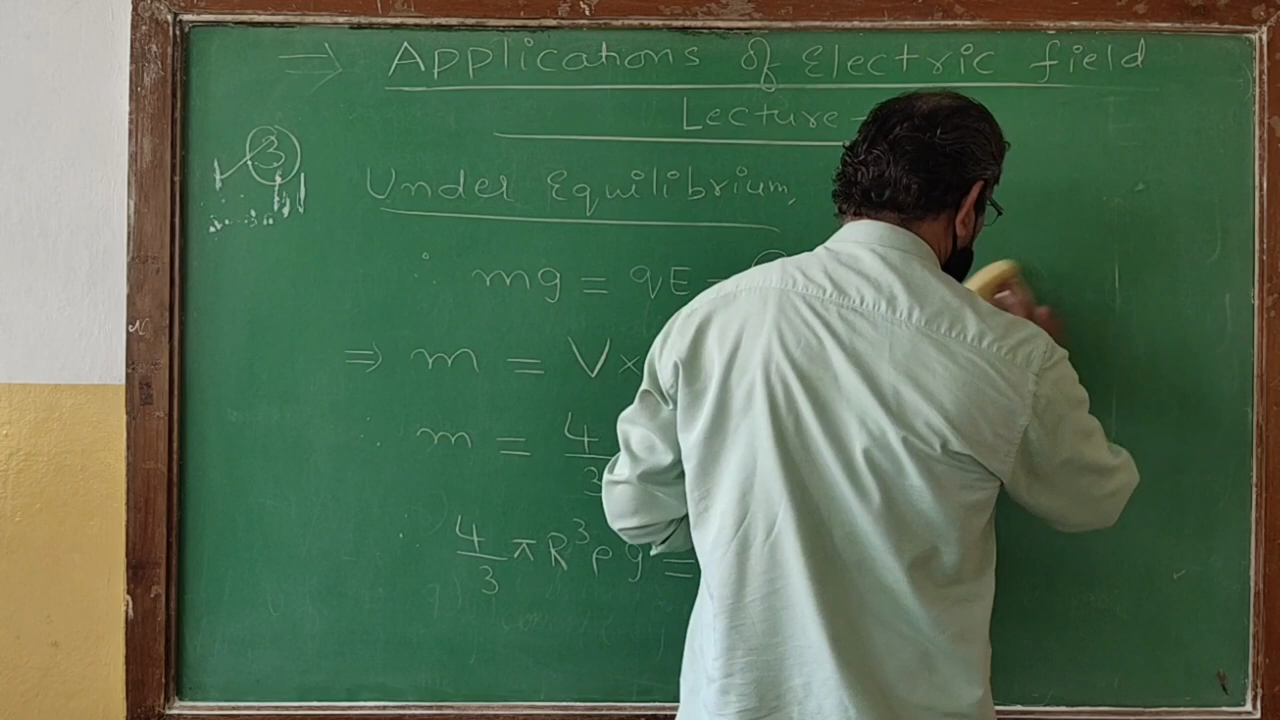 ⇒ Applications of Electric field
Lecture -
③
Under Equilibrium,
mg = qE -
⇒ m = V×
m = 4/3
4/3 πR³ρg =